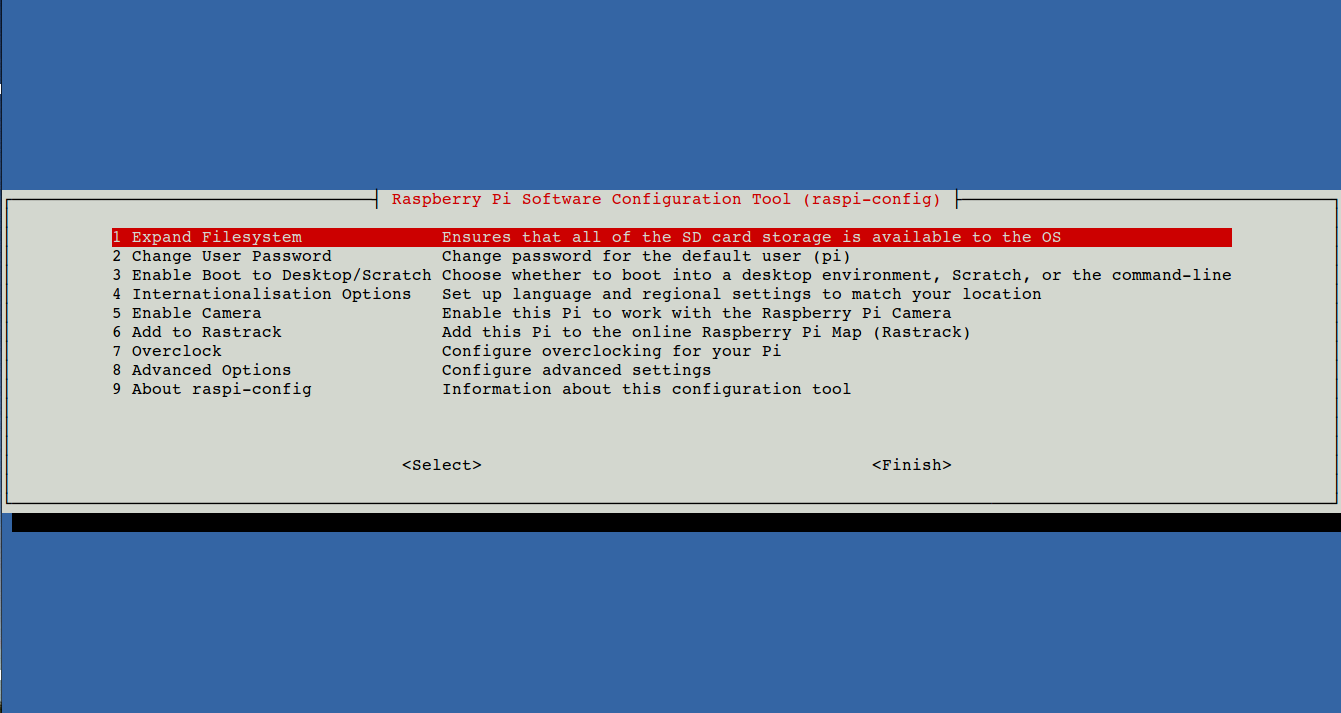 Raspberry Pi Software Configuration Tool (raspi-config)
1 Expand Filesystem Ensures that all of the SD card storage is available to the OS
2 Change User Password Change password for the default user (pi)
3 Enable Boot to Desktop/Scratch Choose whether to boot into a desktop environment, Scratch, or the command-line
4 Internationalisation Options Set up language and regional settings to match your location
5 Enable Camera Enable this Pi to work with the Raspberry Pi Camera
6 Add to Rastrack Add this Pi to the online Raspberry Pi Map (Rastrack)
7 Overclock Configure overclocking for your Pi
8 Advanced Options Configure advanced settings
9 About raspi-config Information about this configuration tool
<Select> <Finish>